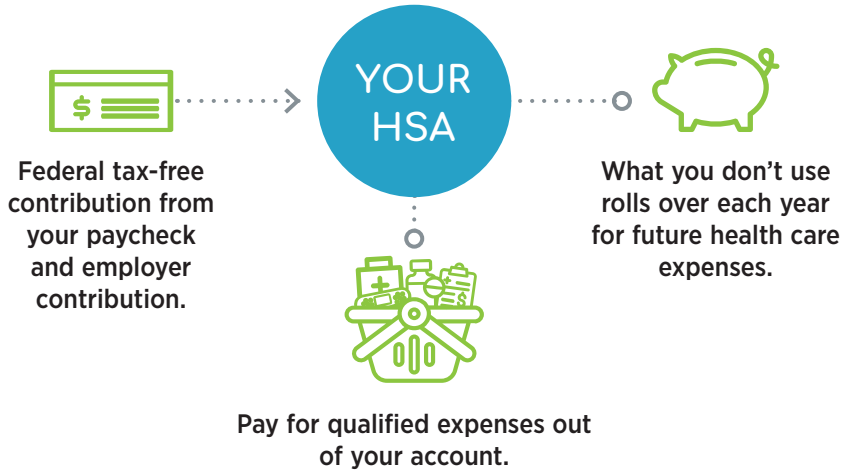 YOUR
HSA
$
Federal tax-free
contribution from
your paycheck
and employer
contribution.
What you don’t use
rolls over each year
for future health care
expenses.
$
Pay for qualified expenses out
of your account.